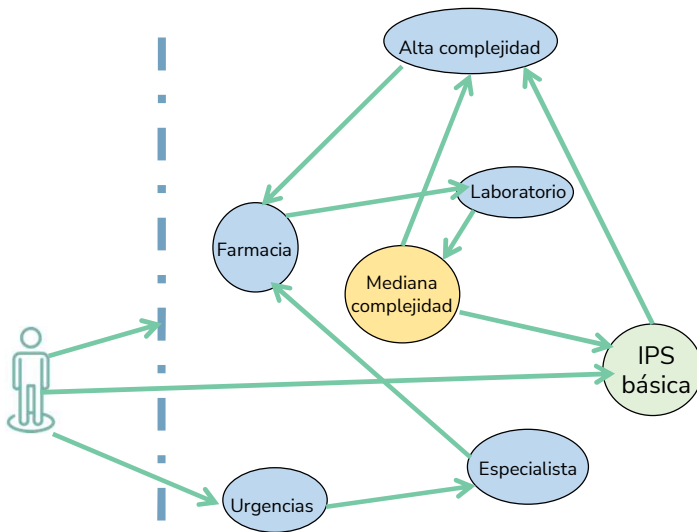 Alta complejidad
Laboratorio
Farmacia
Mediana
complejidad
IPS
básica
Especialista
Urgencias